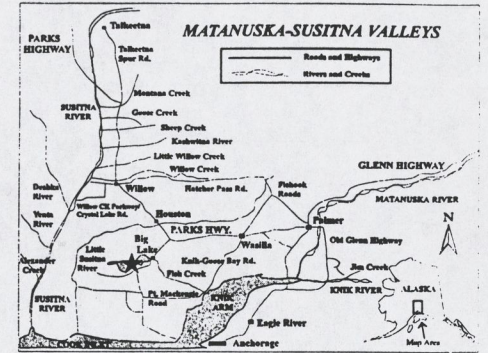 MATANUSKA-SUSITNA VALLEYS
Roads and Highways
Rivers and Creeks
PARKS
HIGHWAY
Talkeetna
Talkeetna
Spur Rd.
Montana Creek
SUSITNA
RIVER
Goose Creek
Sheep Creek
Kashwitna River
Little Willow Creek
Willow Creek
Willow
Hatcher Pass Rd.
Willow CK Parkway/
Crystal Lake Rd.
Deshka
River
Yentna
River
Alexander
Creek
SUSITNA
RIVER
Houston
PARKS HWY.
Big
Lake
Little
Susitna
River
Fish Creek
Knik-Goose Bay Rd.
Wasilla
Fishook
Roads
GLENN HIGHWAY
MATANUSKA RIVER
Palmer
Old Glenn Highway
Jim Creek
KNIK RIVER
Pt. Mackenzie
Road
KNIK
ARM
Eagle River
Anchorage
COOK INLET
N
ALASKA
Map Area